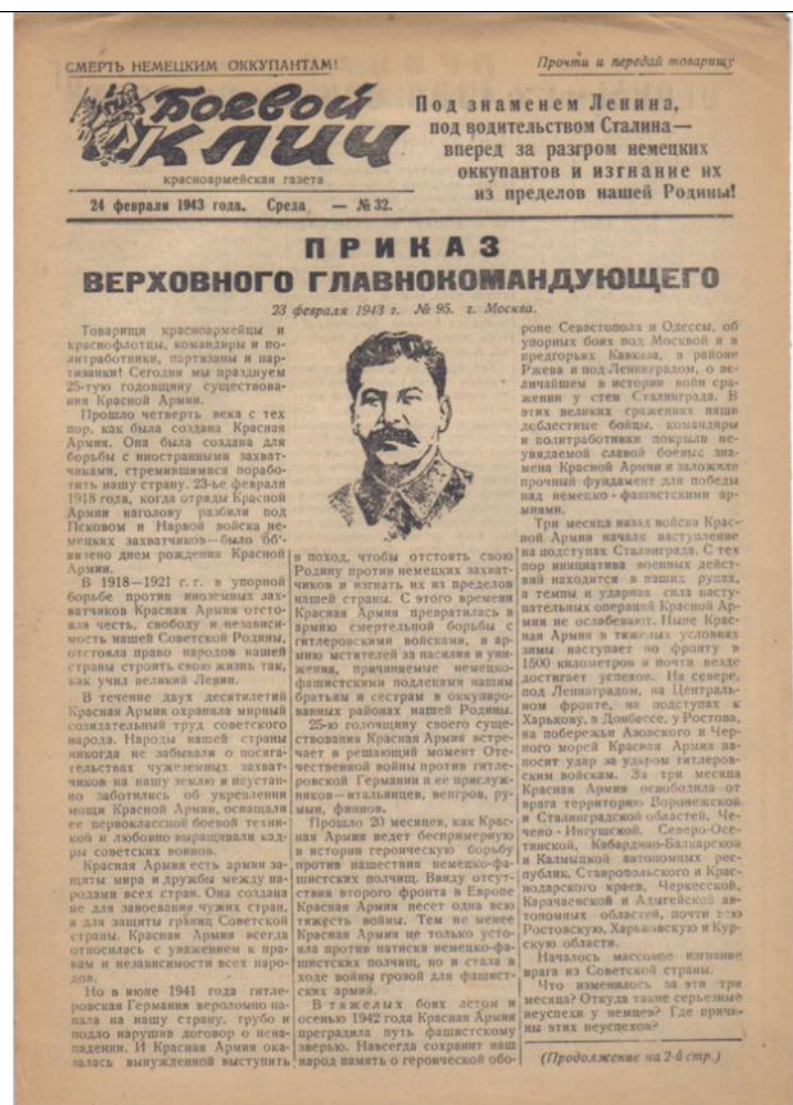 СМЕРТЬ НЕМЕЦКИМ ОККУПАНТАМ!
Прочти и передай товарищу
Боевой
КЛИЧ
красноармейская газета
24 февраля 1943 года. Среда — № 32.
Под знаменем Ленина,
под водительством Сталина—
вперед за разгром немецких
оккупантов и изгнание их
из пределов нашей Родины!
ПРИКАЗ
ВЕРХОВНОГО ГЛАВНОКОМАНДУЮЩЕГО
23 февраля 1943 г. № 95. г. Москва.
Товарищи красноармейцы и
краснофлотцы, командиры и по-
литработники, партизаны и пар-
тизанки! Сегодня мы празднуем
25-тую годовщину существова-
ния Красной Армии.
Прошло четверть века с тех
пор, как была создана Красная
Армия. Она была создана для
борьбы с иностранными захват-
чиками, стремившимися порабо-
тить нашу страну. 23-ье февраля
1918 года, когда отряды Красной
Армии наголову разбили под
Псковом и Нарвой войска не-
мецких захватчиков—было об'-
явлено днем рождения Красной
Армии.
В 1918—1921 г. г. в упорной
борьбе против иноземных зах-
ватчиков Красная Армия отсто-
яла честь, свободу и независи-
мость нашей Советской Родины,
отстояла право народов нашей
страны строить свою жизнь так,
как учил великий Ленин.
В течение двух десятилетий
Красная Армия охраняла мирный
созидательный труд советского
народа. Народы нашей страны
никогда не забывали о посяга-
тельствах чужеземных захват-
чиков на нашу землю и неустан-
но заботились об укреплении
мощи Красной Армии, оснащали
ее первоклассной боевой техни-
кой и любовно выращивали кад-
ры советских воинов.
Красная Армия есть армия за-
щиты мира и дружбы между на-
родами всех стран. Она создана
не для завоевания чужих стран,
а для защиты границ Советской
страны. Красная Армия всегда
относилась с уважением к пра-
вам и независимости всех наро-
дов.
Но в июне 1941 года гитле-
ровская Германия вероломно на-
пала на нашу страну, грубо и
подло нарушив договор о нена-
падении. И Красная Армия ока-
залась вынужденной выступить
в поход, чтобы отстоять свою
Родину против немецких захват-
чиков и изгнать их из пределов
нашей страны. С этого времени
Красная Армия превратилась в
армию смертельной борьбы с
гитлеровскими войсками, в ар-
мию мстителей за насилия и уни-
жения, причиняемые немецко-
фашистскими подлецами нашим
братьям и сестрам в оккупиро-
ванных районах нашей Родины.
25-ю годовщину своего суще-
ствования Красная Армия встре-
чает в решающий момент Оте-
чественной войны против гитле-
ровской Германии и ее прислуж-
ников—итальянцев, венгров, ру-
мын, финнов.
Прошло 20 месяцев, как Крас-
ная Армия ведет беспримерную
в истории героическую борьбу
против нашествия немецко-фа-
шистских полчищ. Ввиду отсут-
ствия второго фронта в Европе
Красная Армия несет одна всю
тяжесть войны. Тем не менее
Красная Армия не только усто-
яла против натиска немецко-фа-
шистских полчищ, но и стала в
ходе войны грозой для фашист-
ских армий.
В тяжелых боях летом и
осенью 1942 года Красная Армия
преградила путь фашистскому
зверью. Навсегда сохранит наш
народ память о героической обо-
роне Севастополя и Одессы, об
упорных боях под Москвой и в
предгорьях Кавказа, в районе
Ржева и под Ленинградом, о ве-
личайшем в истории войн сра-
жении у стен Сталинграда. В
этих великих сражениях наши
доблестные бойцы, командиры
и политработники покрыли не-
увядаемой славой боевые зна-
мена Красной Армии и заложили
прочный фундамент для победы
над немецко-фашистскими ар-
миями.
Три месяца назад войска Крас-
ной Армии начали наступление
на подступах Сталинграда. С тех
пор инициатива военных дейст-
вий находится в наших руках,
а темпы и ударная сила насту-
пательных операций Красной Ар-
мии не ослабевают. Ныне Крас-
ная Армия в тяжелых условиях
зимы наступает по фронту в
1500 километров и почти везде
достигает успехов. На севере,
под Ленинградом, на Централь-
ном фронте, на подступах к
Харькову, в Донбассе, у Ростова,
на побережьи Азовского и Чер-
ного морей Красная Армия на-
носит удар за ударом гитлеров-
ским войскам. За три месяца
Красная Армия освободила от
врага территорию Воронежской
и Сталинградской областей, Че-
чено-Ингушской, Северо-Осе-
тинской, Кабардино-Балкарской
и Калмыцкой автономных рес-
публик, Ставропольского и Крас-
нодарского краев, Черкесской,
Карачаевской и Адыгейской ав-
тономных областей, почти всю
Ростовскую, Харьковскую и Кур-
скую области.
Началось массовое изгнание
врага из Советской страны.
Что изменилось за эти три
месяца? Откуда такие серьезные
неуспехи у немцев? Где причи-
ны этих неуспехов?
(Продолжение на 2-й стр.)